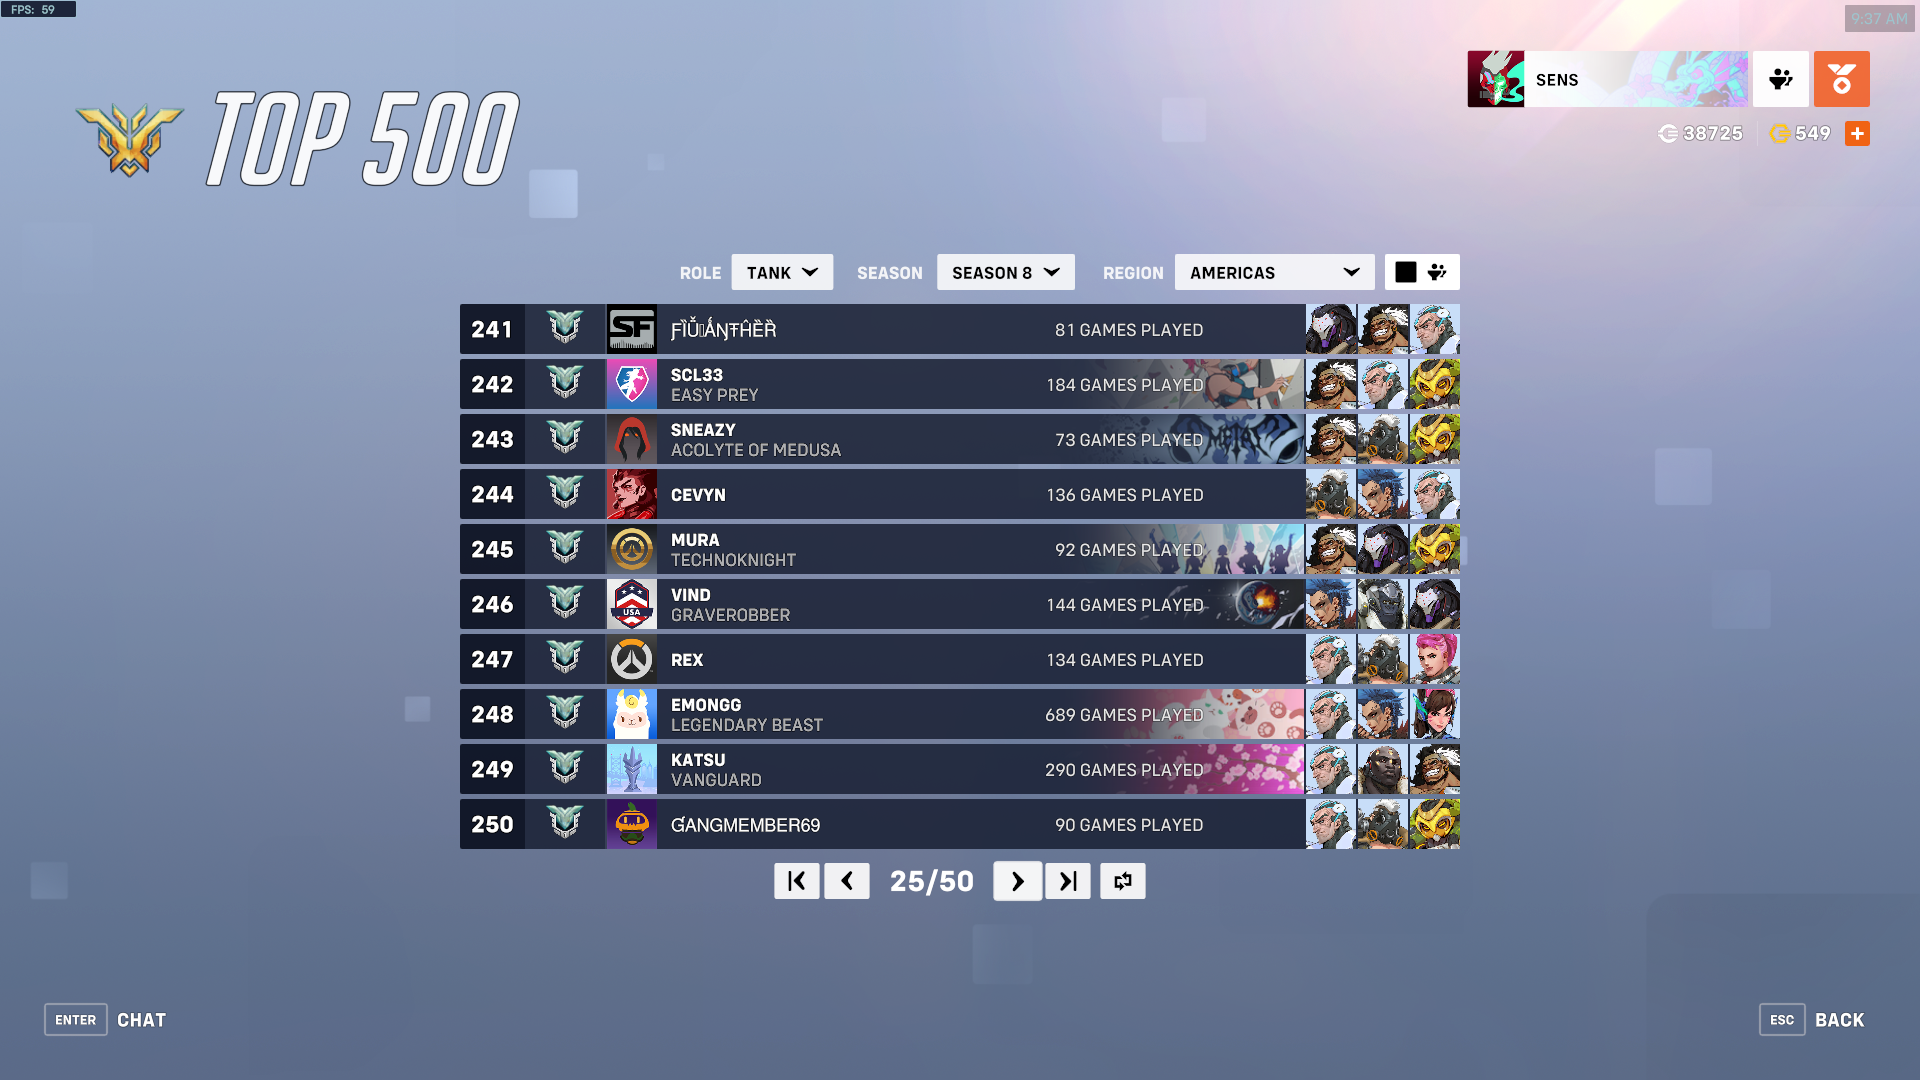 FPS: 59
9:37 AM
SENS
38725
549
TOP 500
ROLE TANK SEASON SEASON 8 REGION AMERICAS
241 SF 81 GAMES PLAYED
242 SCL33 184 GAMES PLAYED
EASY PREY
243 SNEAZY 73 GAMES PLAYED
ACOLYTE OF MEDUSA
METAL
244 CEVYN 136 GAMES PLAYED
245 MURA 92 GAMES PLAYED
TECHNOKNIGHT
246 USA VIND 144 GAMES PLAYED
GRAVEROBBER
247 REX 134 GAMES PLAYED
248 EMONGG 689 GAMES PLAYED
LEGENDARY BEAST
249 KATSU 290 GAMES PLAYED
VANGUARD
250 ƓANGMEMBER69 90 GAMES PLAYED
25/50
ENTER CHAT
ESC BACK